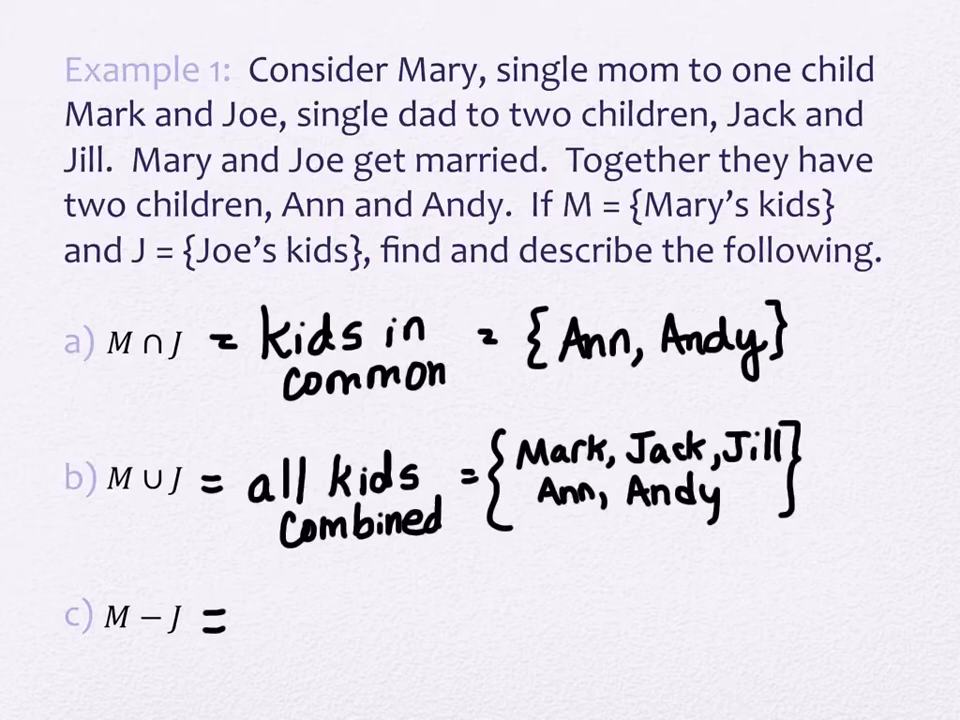 Example 1: Consider Mary, single mom to one child
Mark and Joe, single dad to two children, Jack and
Jill. Mary and Joe get married. Together they have
two children, Ann and Andy. If M = {Mary's kids}
and J = {Joe's kids}, find and describe the following.
a) M ∩ J = kids in = {Ann, Andy}
common
b) M ∪ J = all kids = {Mark, Jack, Jill
combined Ann, Andy}
c) M − J =